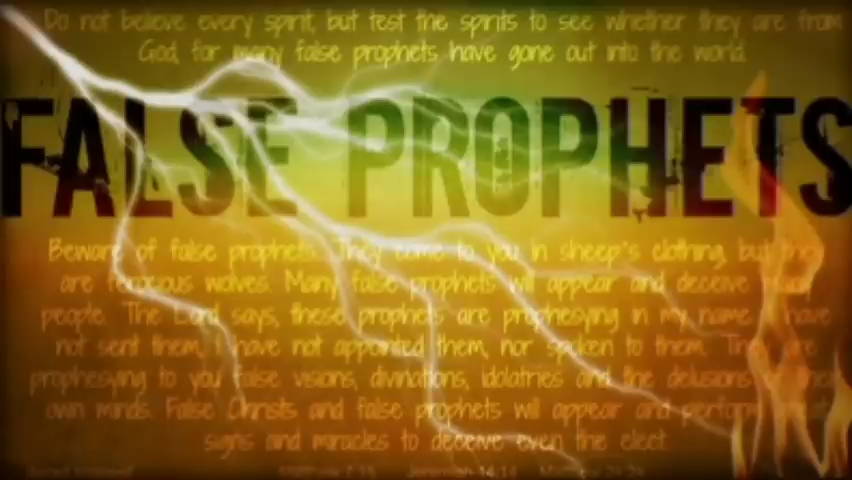 Do not believe every spirit, but test the spirits to see whether they are from
God, for many false prophets have gone out into the world.
FALSE PROPHETS
Beware of false prophets. They come to you in sheep's clothing, but they
are ferocious wolves. Many false prophets will appear and deceive many
people. The Lord says, these prophets are prophesying in my name I have
not sent them, I have not appointed them, nor spoken to them. They are
prophesying to you false visions, divinations, idolatries and the delusions of their
own minds. False Christs and false prophets will appear and perform great
signs and miracles to deceive even the elect
Matthew 7:15 Jeremiah 14:14 Matthew 24:24